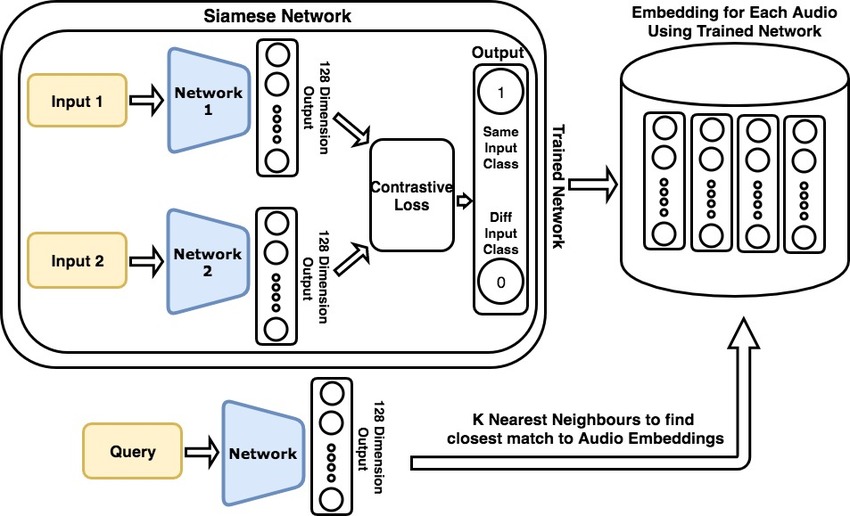 Siamese Network
Embedding for Each Audio
Using Trained Network
Input 1
Network
1
128 Dimension
Output
Output
1
Same
Input
Class
Contrastive
Loss
Diff
Input
Class
0
Trained Network
Input 2
Network
2
128 Dimension
Output
Query
Network
128 Dimension
Output
K Nearest Neighbours to find
closest match to Audio Embeddings